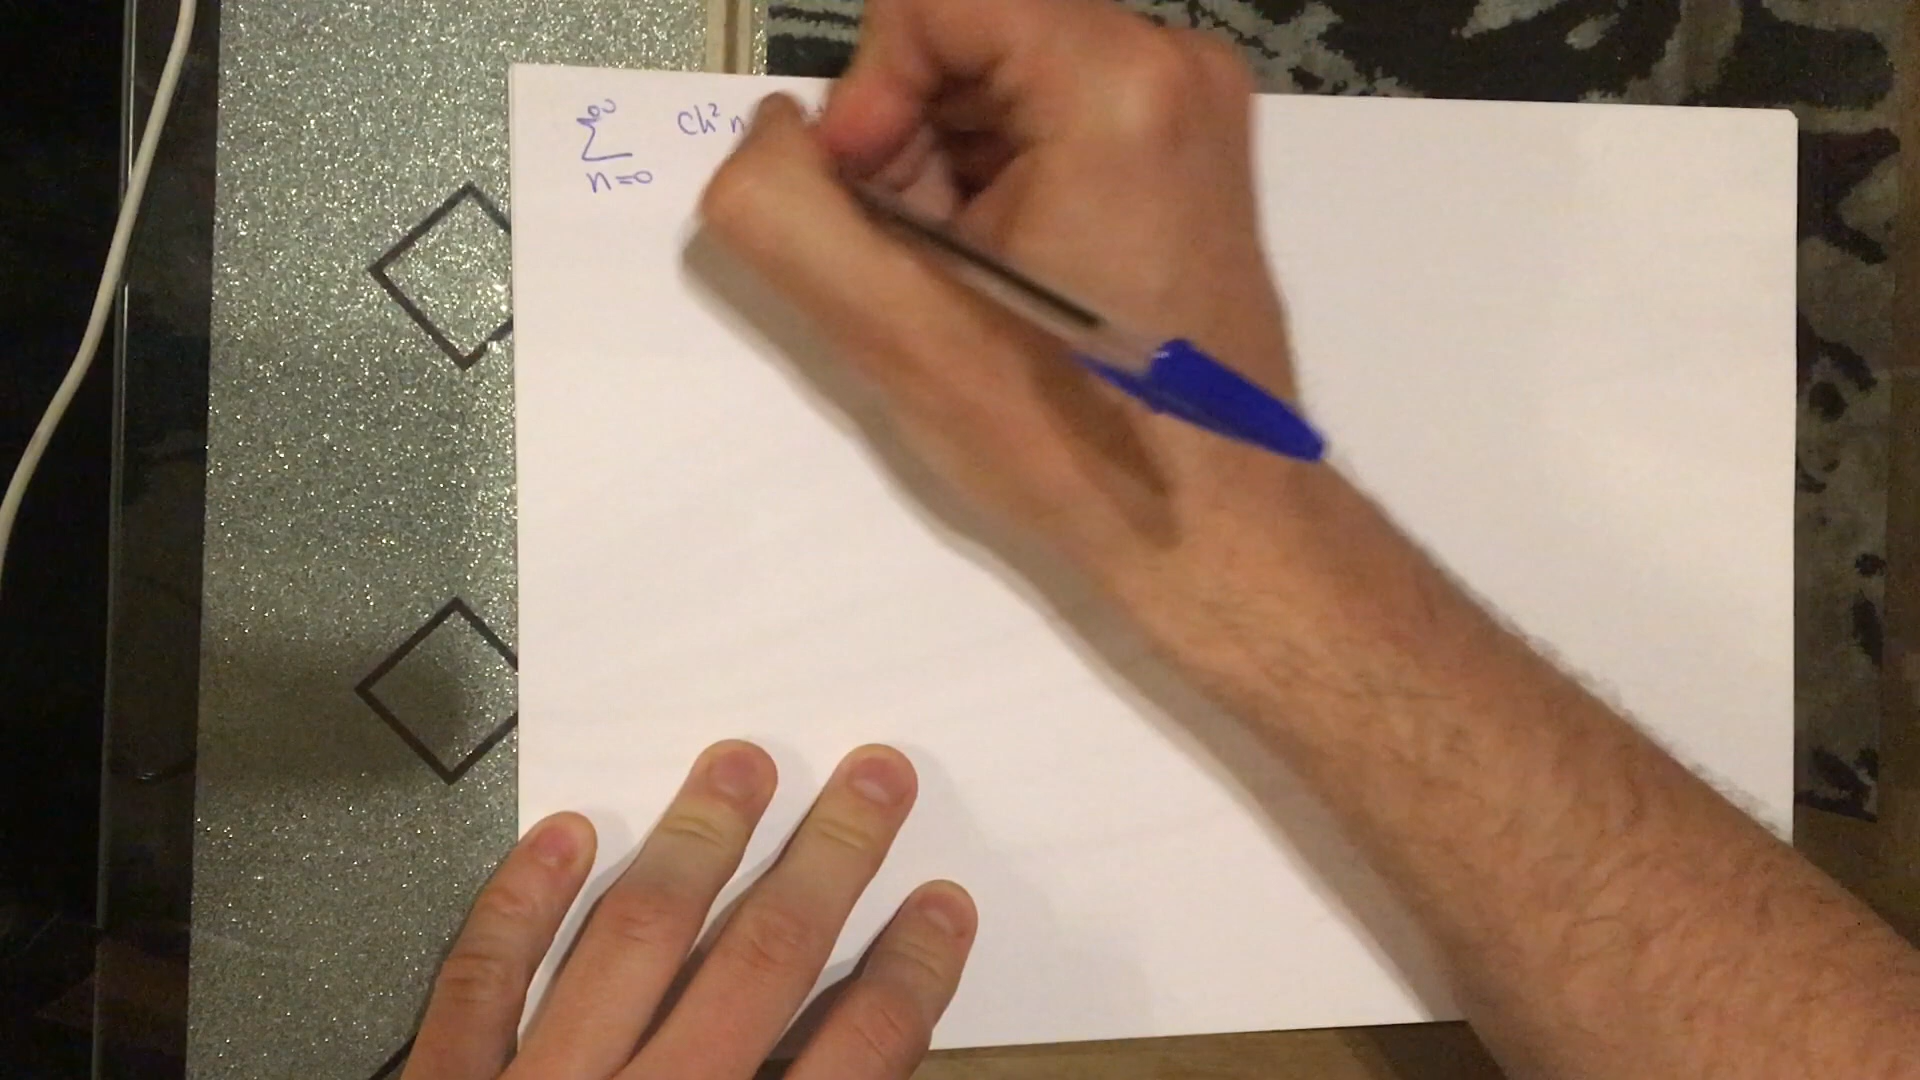 ∞
∑ ch² n
n=0